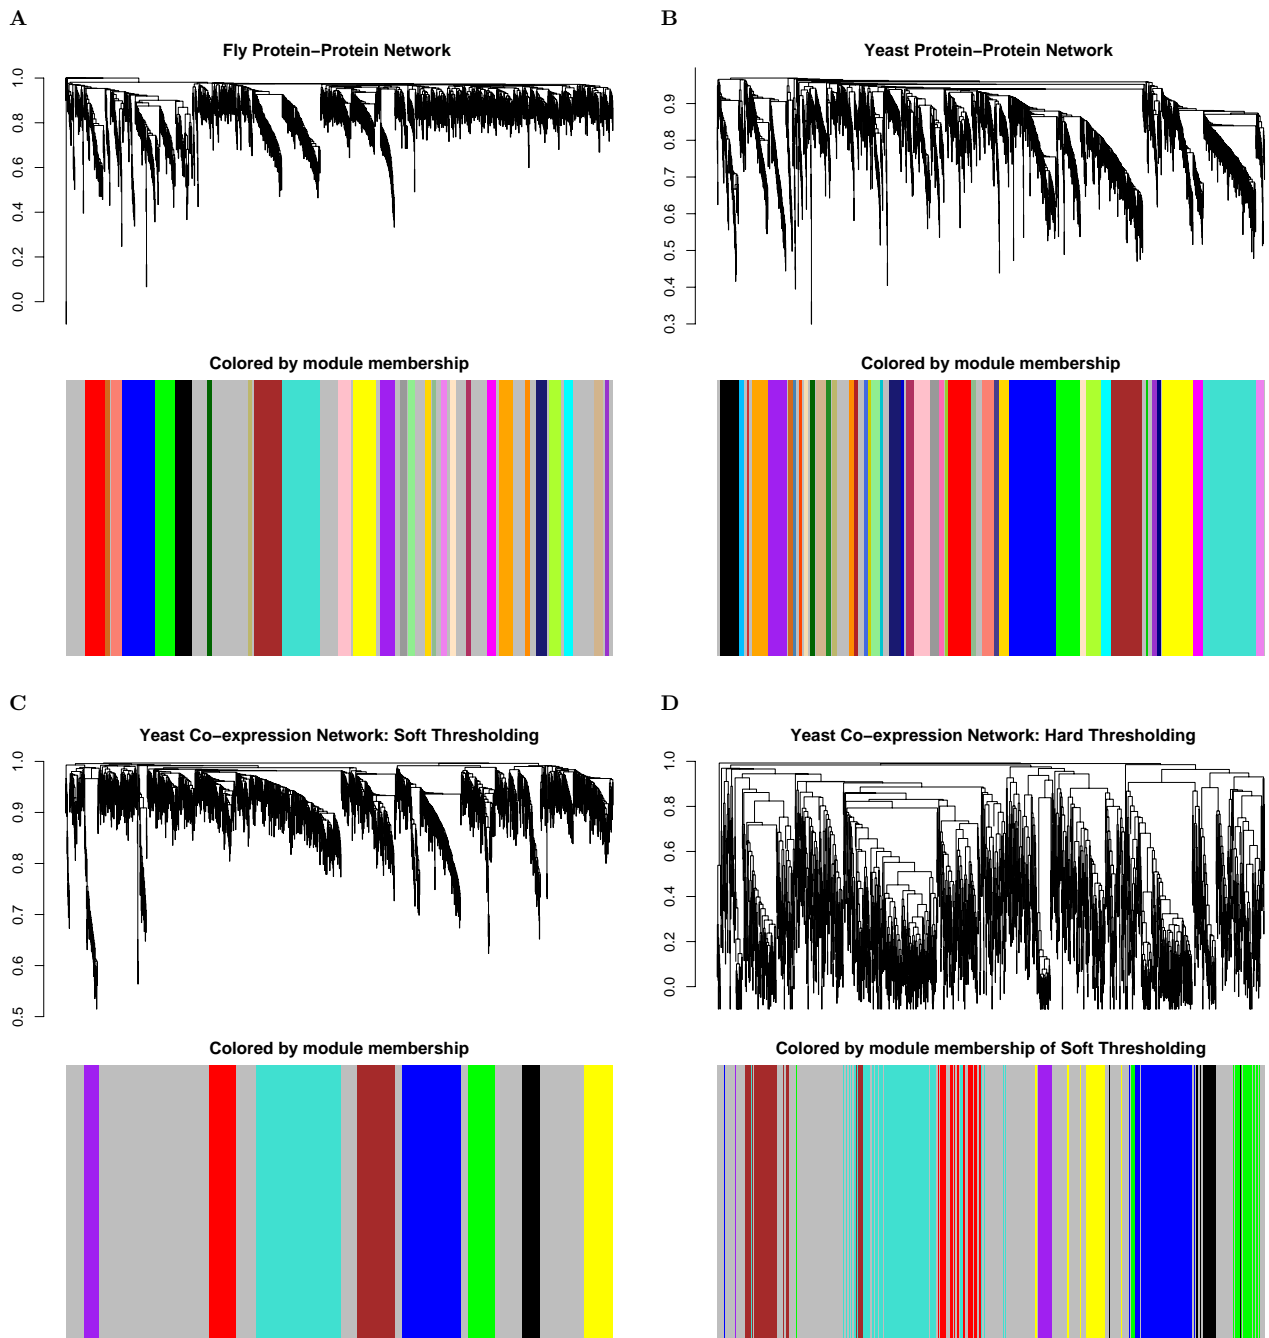 A
Fly Protein−Protein Network
1.0
0.8
0.6
0.4
0.2
0.0
Colored by module membership
B
Yeast Protein−Protein Network
0.9
0.8
0.7
0.6
0.5
0.4
0.3
Colored by module membership
C
Yeast Co−expression Network: Soft Thresholding
1.0
0.9
0.8
0.7
0.6
0.5
Colored by module membership
D
Yeast Co−expression Network: Hard Thresholding
1.0
0.8
0.6
0.4
0.2
0.0
Colored by module membership of Soft Thresholding